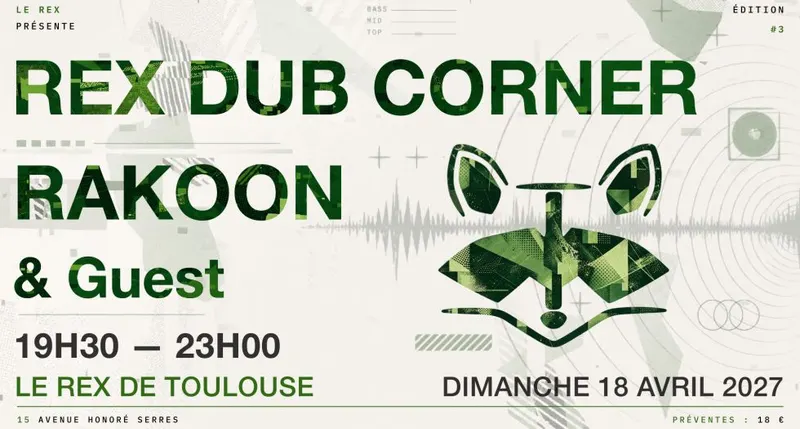 LE REX
PRÉSENTE
BASS
MID
TOP
ÉDITION
#3
REX DUB CORNER
RAKOON
& Guest
19H30 — 23H00
LE REX DE TOULOUSE
DIMANCHE 18 AVRIL 2027
15 AVENUE HONORÉ SERRES
PRÉVENTES : 18 €